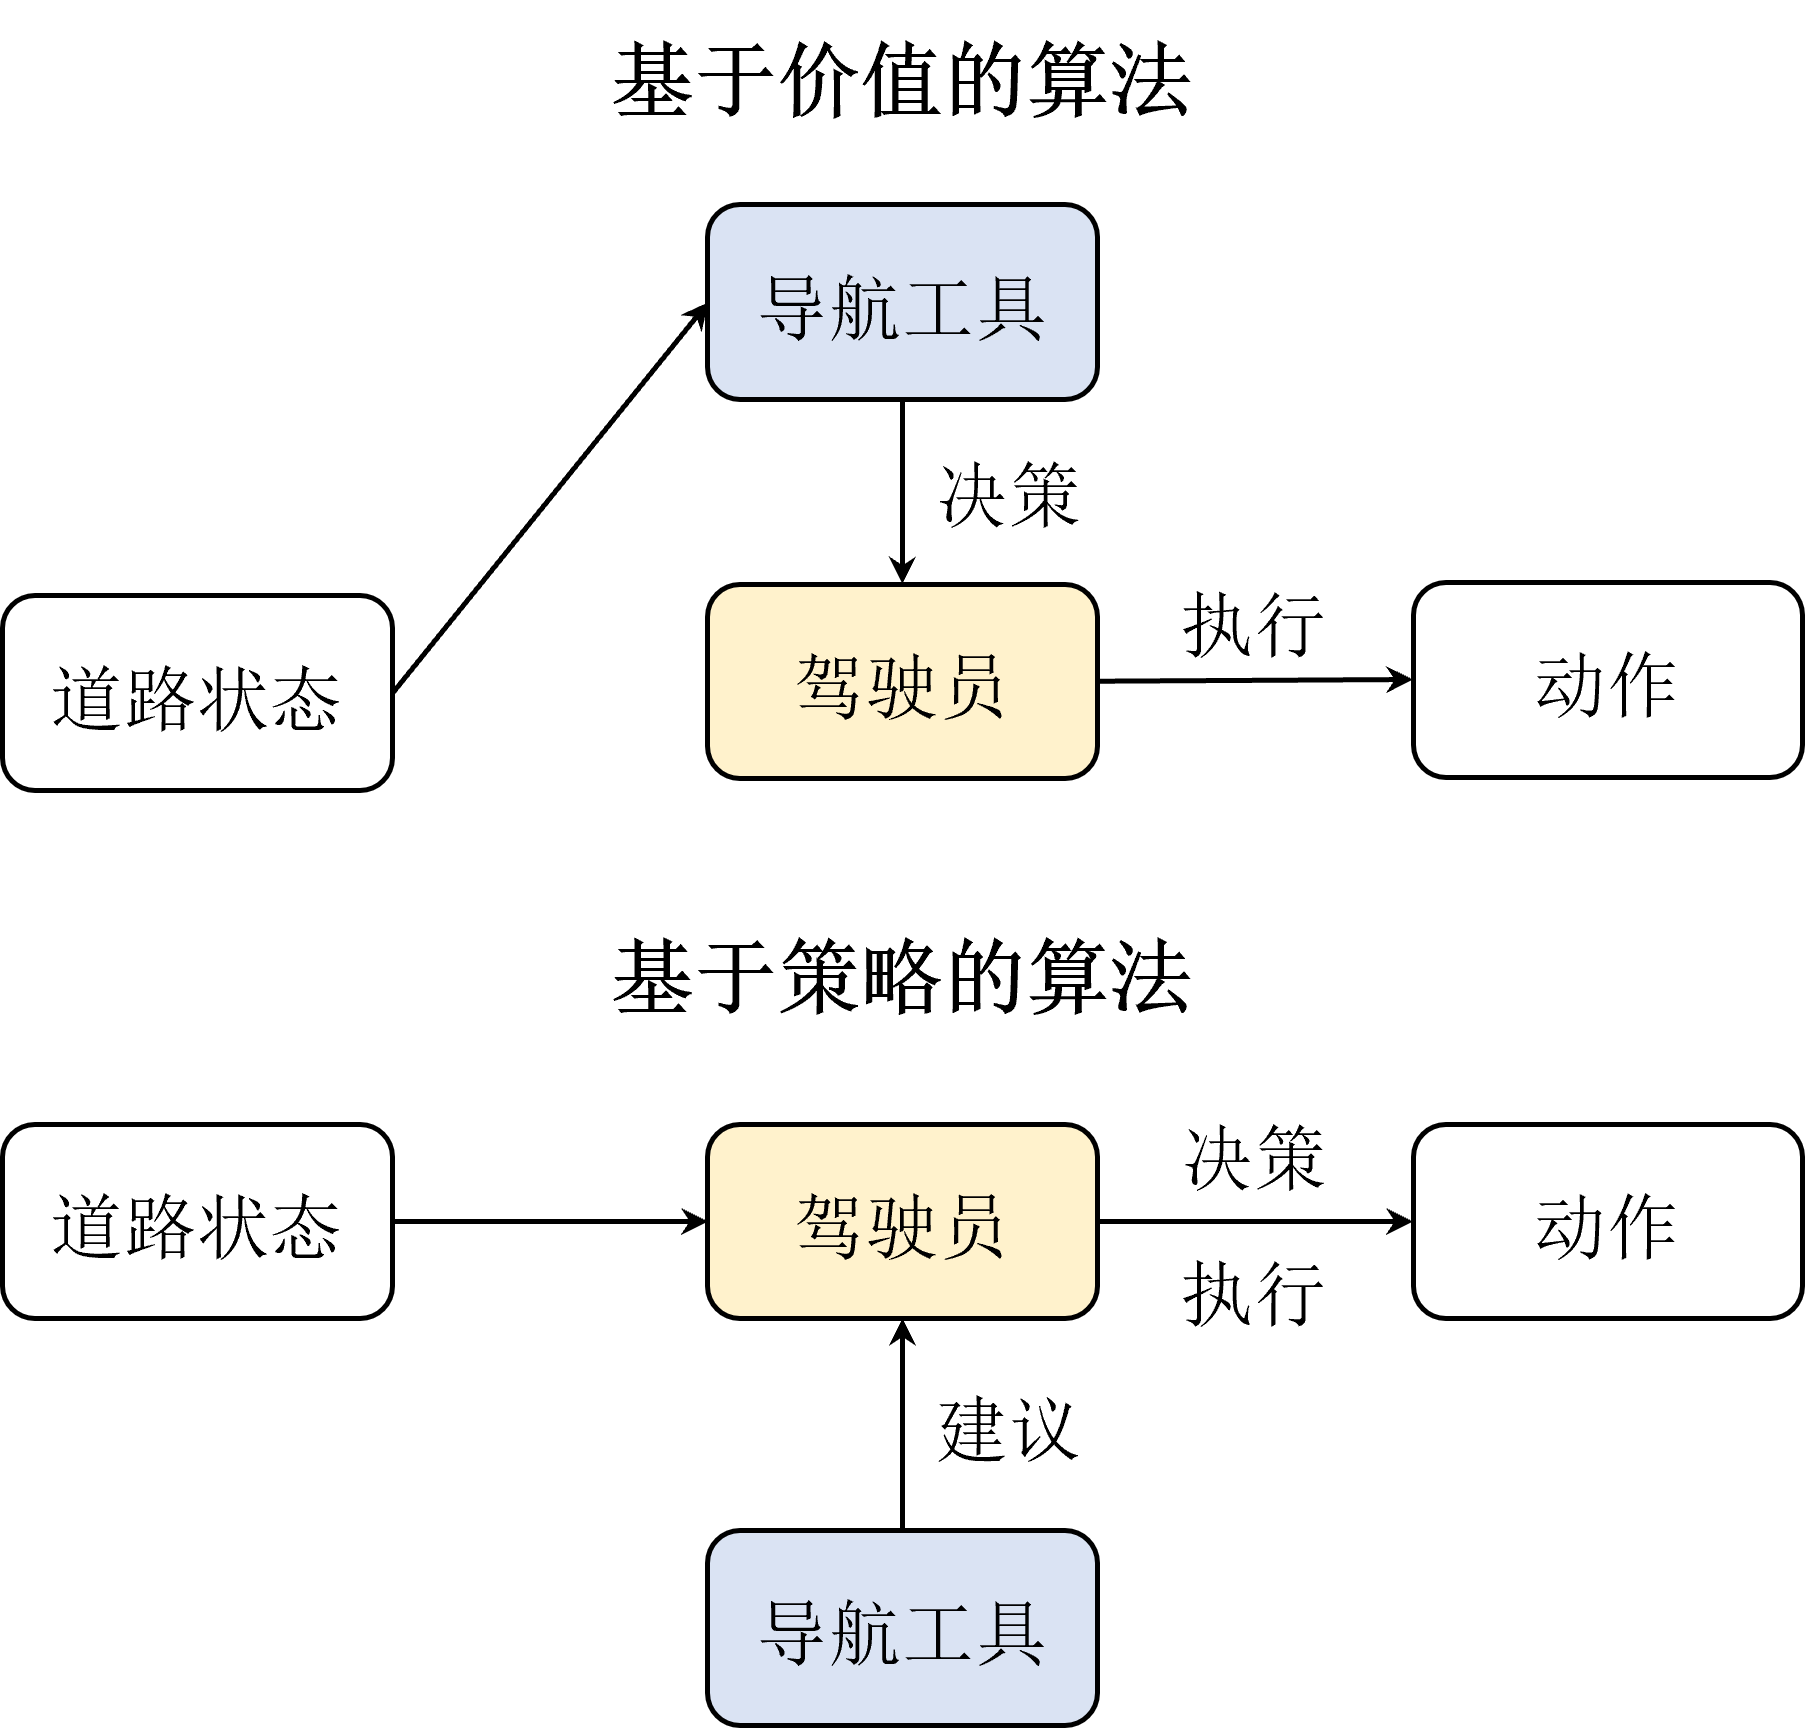 基于价值的算法
导航工具
决策
道路状态
驾驶员
执行
动作
基于策略的算法
道路状态
驾驶员
决策
执行
动作
建议
导航工具